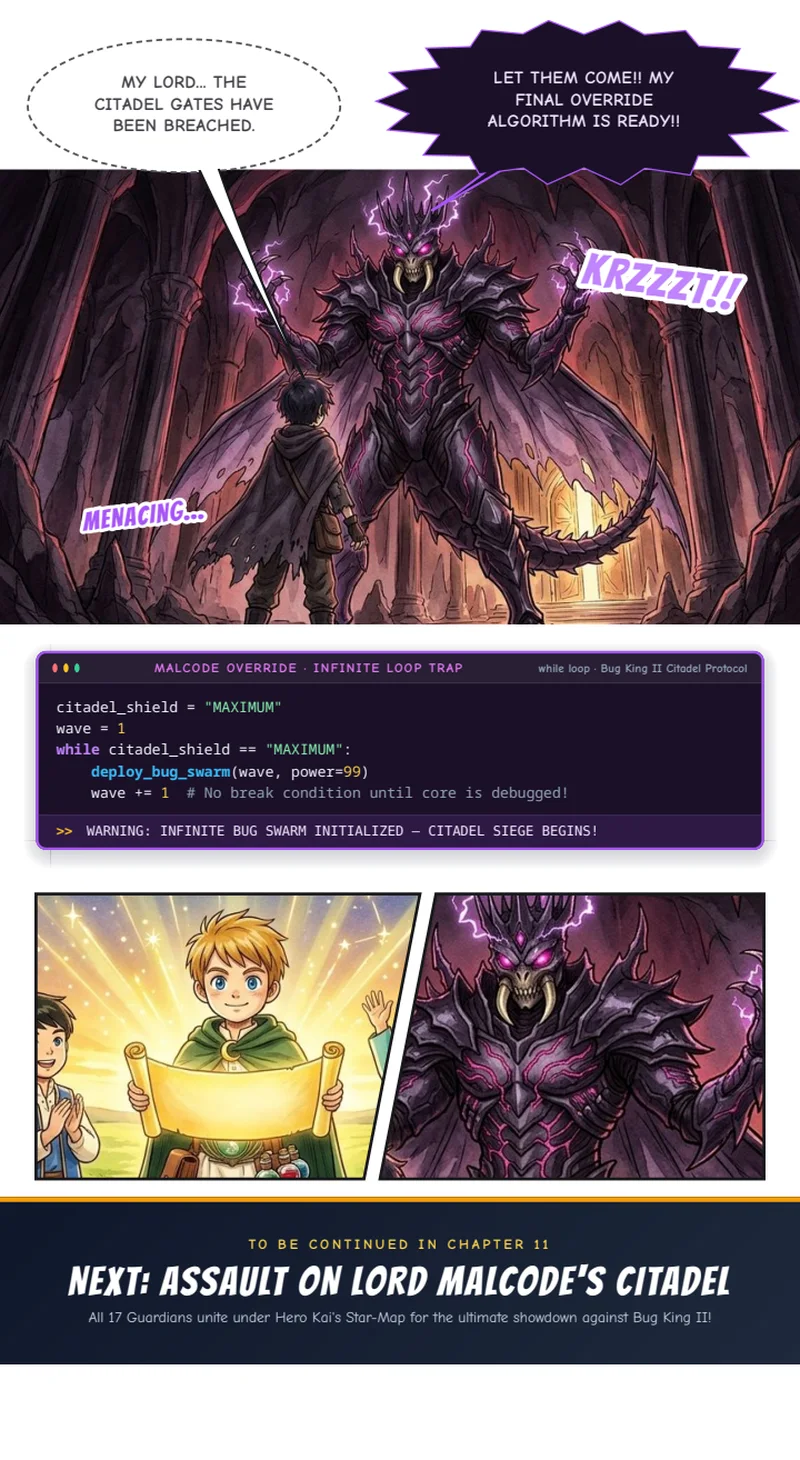 MY LORD... THE
CITADEL GATES HAVE
BEEN BREACHED.
LET THEM COME!! MY
FINAL OVERRIDE
ALGORITHM IS READY!!
KRZZZT!!
MENACING...
MALCODE OVERRIDE · INFINITE LOOP TRAP
while loop · Bug King II Citadel Protocol
citadel_shield = "MAXIMUM"
wave = 1
while citadel_shield == "MAXIMUM":
    deploy_bug_swarm(wave, power=99)
    wave += 1  # No break condition until core is debugged!
>> WARNING: INFINITE BUG SWARM INITIALIZED — CITADEL SIEGE BEGINS!
TO BE CONTINUED IN CHAPTER 11
NEXT: ASSAULT ON LORD MALCODE'S CITADEL
All 17 Guardians unite under Hero Kai's Star-Map for the ultimate showdown against Bug King II!